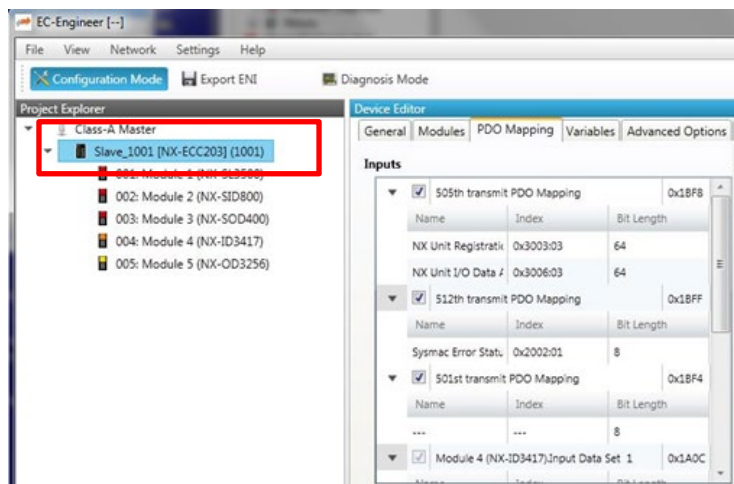 EC-Engineer [--]
File View Network Settings Help
Configuration Mode Export ENI Diagnosis Mode
Project Explorer
Class-A Master
Slave_1001 [NX-ECC203] (1001)
001: Module 1 (NX-SL3500)
002: Module 2 (NX-SID800)
003: Module 3 (NX-SOD400)
004: Module 4 (NX-ID3417)
005: Module 5 (NX-OD3256)
Device Editor
General Modules PDO Mapping Variables Advanced Options
Inputs
505th transmit PDO Mapping 0x1BF8
Name Index Bit Length
NX Unit Registratic 0x3003:03 64
NX Unit I/O Data 0x3006:03 64
512th transmit PDO Mapping 0x1BFF
Name Index Bit Length
Sysmac Error Statu 0x2002:01 8
501st transmit PDO Mapping 0x1BF4
Name Index Bit Length
--- --- 8
Module 4 (NX-ID3417).Input Data Set 1 0x1A0C